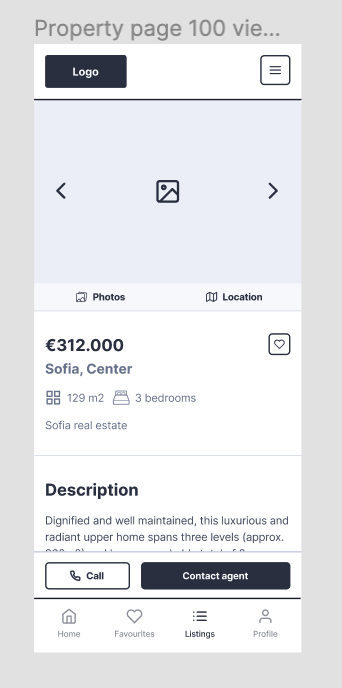 Property page 100 vie...
Logo
Photos
Location
€312.000
Sofia, Center
129 m2
3 bedrooms
Sofia real estate
Description
Dignified and well maintained, this luxurious and
radiant upper home spans three levels (approx.
Call
Contact agent
Home
Favourites
Listings
Profile